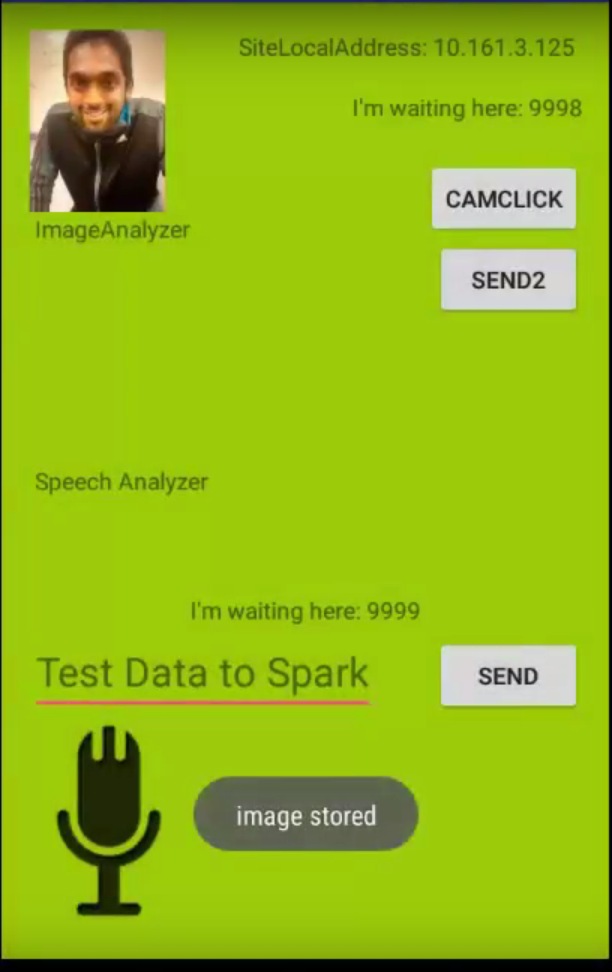 SiteLocalAddress: 10.161.3.125
I'm waiting here: 9998
CAMCLICK
ImageAnalyzer
SEND2
Speech Analyzer
I'm waiting here: 9999
Test Data to Spark
SEND
image stored